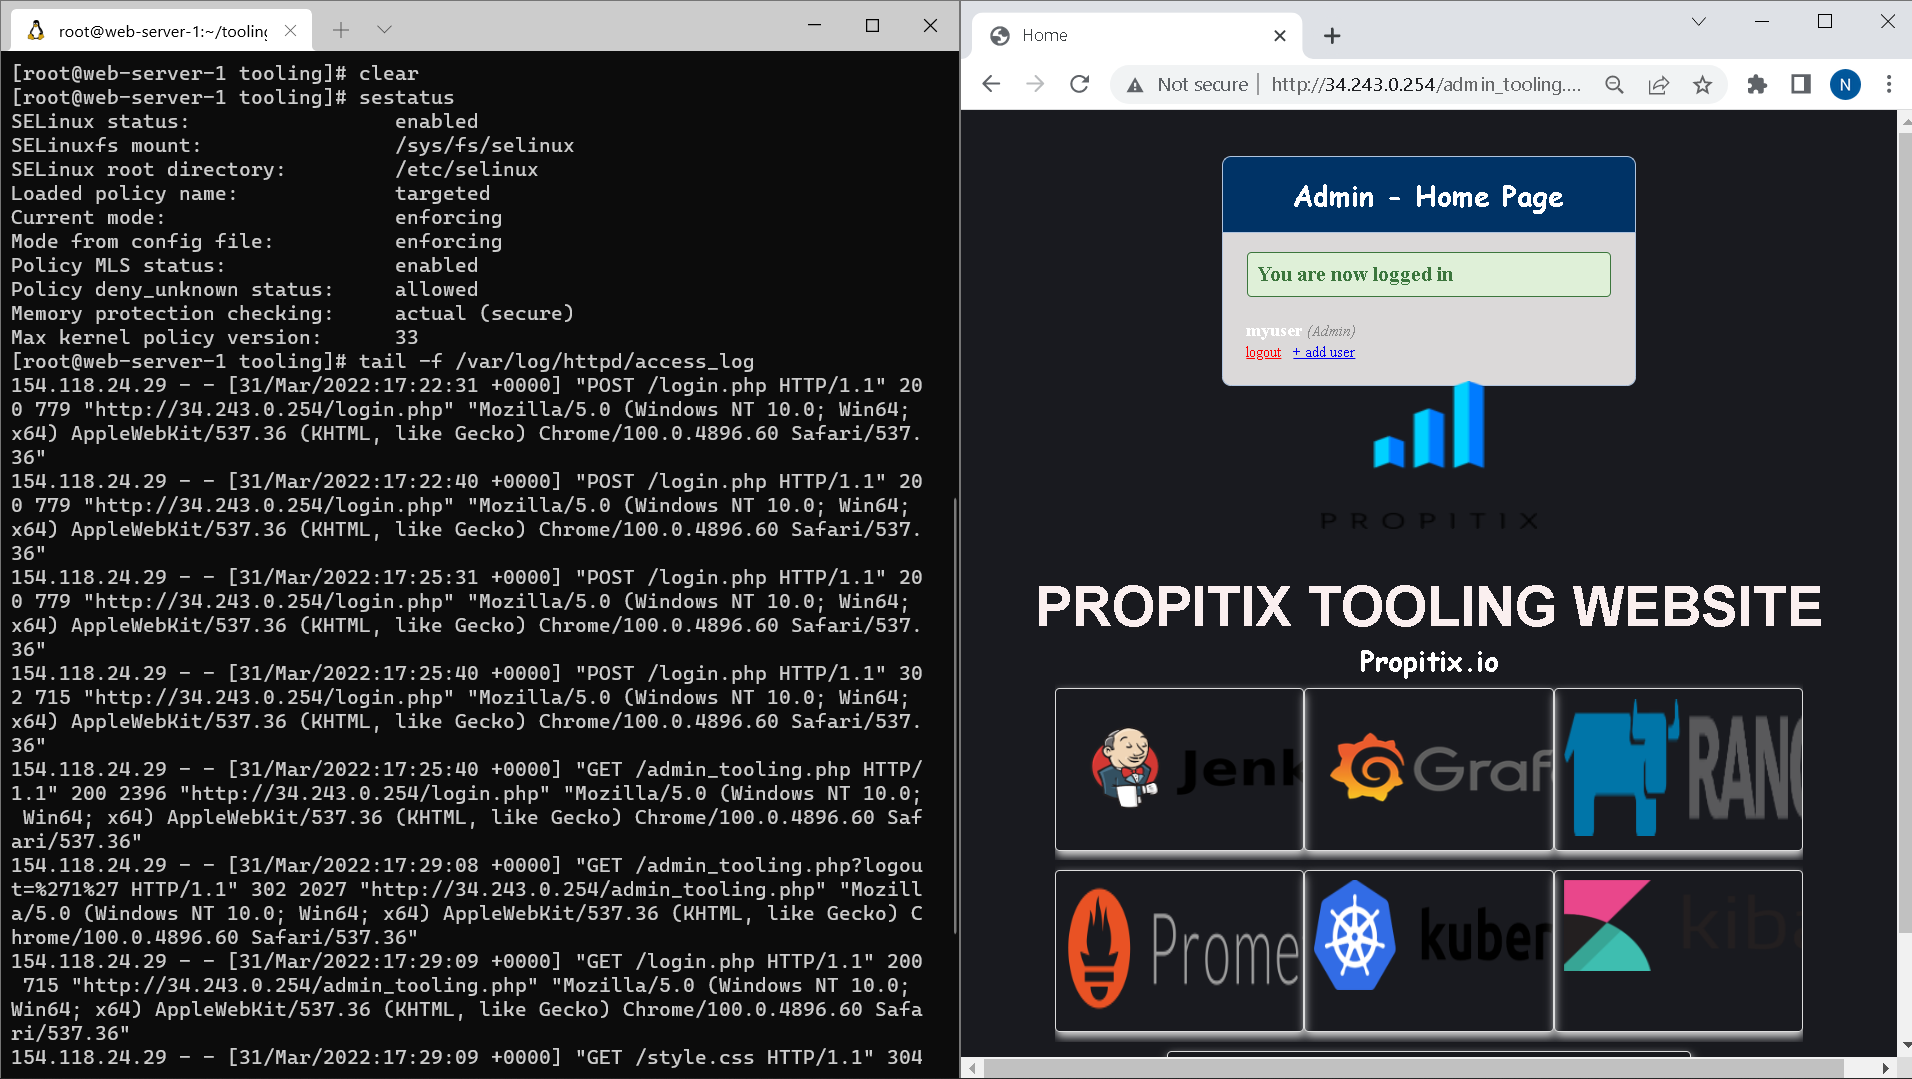 root@web-server-1:~/tooling
[root@web-server-1 tooling]# clear
[root@web-server-1 tooling]# sestatus
SELinux status: enabled
SELinuxfs mount: /sys/fs/selinux
SELinux root directory: /etc/selinux
Loaded policy name: targeted
Current mode: enforcing
Mode from config file: enforcing
Policy MLS status: enabled
Policy deny_unknown status: allowed
Memory protection checking: actual (secure)
Max kernel policy version: 33
[root@web-server-1 tooling]# tail -f /var/log/httpd/access_log
154.118.24.29 - - [31/Mar/2022:17:22:31 +0000] "POST /login.php HTTP/1.1" 20
0 779 "http://34.243.0.254/login.php" "Mozilla/5.0 (Windows NT 10.0; Win64;
x64) AppleWebKit/537.36 (KHTML, like Gecko) Chrome/100.0.4896.60 Safari/537.
36"
154.118.24.29 - - [31/Mar/2022:17:22:40 +0000] "POST /login.php HTTP/1.1" 20
0 779 "http://34.243.0.254/login.php" "Mozilla/5.0 (Windows NT 10.0; Win64;
x64) AppleWebKit/537.36 (KHTML, like Gecko) Chrome/100.0.4896.60 Safari/537.
36"
154.118.24.29 - - [31/Mar/2022:17:25:31 +0000] "POST /login.php HTTP/1.1" 20
0 779 "http://34.243.0.254/login.php" "Mozilla/5.0 (Windows NT 10.0; Win64;
x64) AppleWebKit/537.36 (KHTML, like Gecko) Chrome/100.0.4896.60 Safari/537.
36"
154.118.24.29 - - [31/Mar/2022:17:25:40 +0000] "POST /login.php HTTP/1.1" 30
2 715 "http://34.243.0.254/login.php" "Mozilla/5.0 (Windows NT 10.0; Win64;
x64) AppleWebKit/537.36 (KHTML, like Gecko) Chrome/100.0.4896.60 Safari/537.
36"
154.118.24.29 - - [31/Mar/2022:17:25:40 +0000] "GET /admin_tooling.php HTTP/
1.1" 200 2396 "http://34.243.0.254/login.php" "Mozilla/5.0 (Windows NT 10.0;
 Win64; x64) AppleWebKit/537.36 (KHTML, like Gecko) Chrome/100.0.4896.60 Saf
ari/537.36"
154.118.24.29 - - [31/Mar/2022:17:29:08 +0000] "GET /admin_tooling.php?logou
t=%271%27 HTTP/1.1" 302 2027 "http://34.243.0.254/admin_tooling.php" "Mozill
a/5.0 (Windows NT 10.0; Win64; x64) AppleWebKit/537.36 (KHTML, like Gecko) C
hrome/100.0.4896.60 Safari/537.36"
154.118.24.29 - - [31/Mar/2022:17:29:09 +0000] "GET /login.php HTTP/1.1" 200
 715 "http://34.243.0.254/admin_tooling.php" "Mozilla/5.0 (Windows NT 10.0;
Win64; x64) AppleWebKit/537.36 (KHTML, like Gecko) Chrome/100.0.4896.60 Safa
ri/537.36"
154.118.24.29 - - [31/Mar/2022:17:29:09 +0000] "GET /style.css HTTP/1.1" 304
Home
Not secure | http://34.243.0.254/admin_tooling....
N
Admin - Home Page
You are now logged in
myuser (Admin)
logout + add user
PROPITIX
PROPITIX TOOLING WEBSITE
Propitix.io
Jenk
Graf
RANC
Prome
kuber
kiba